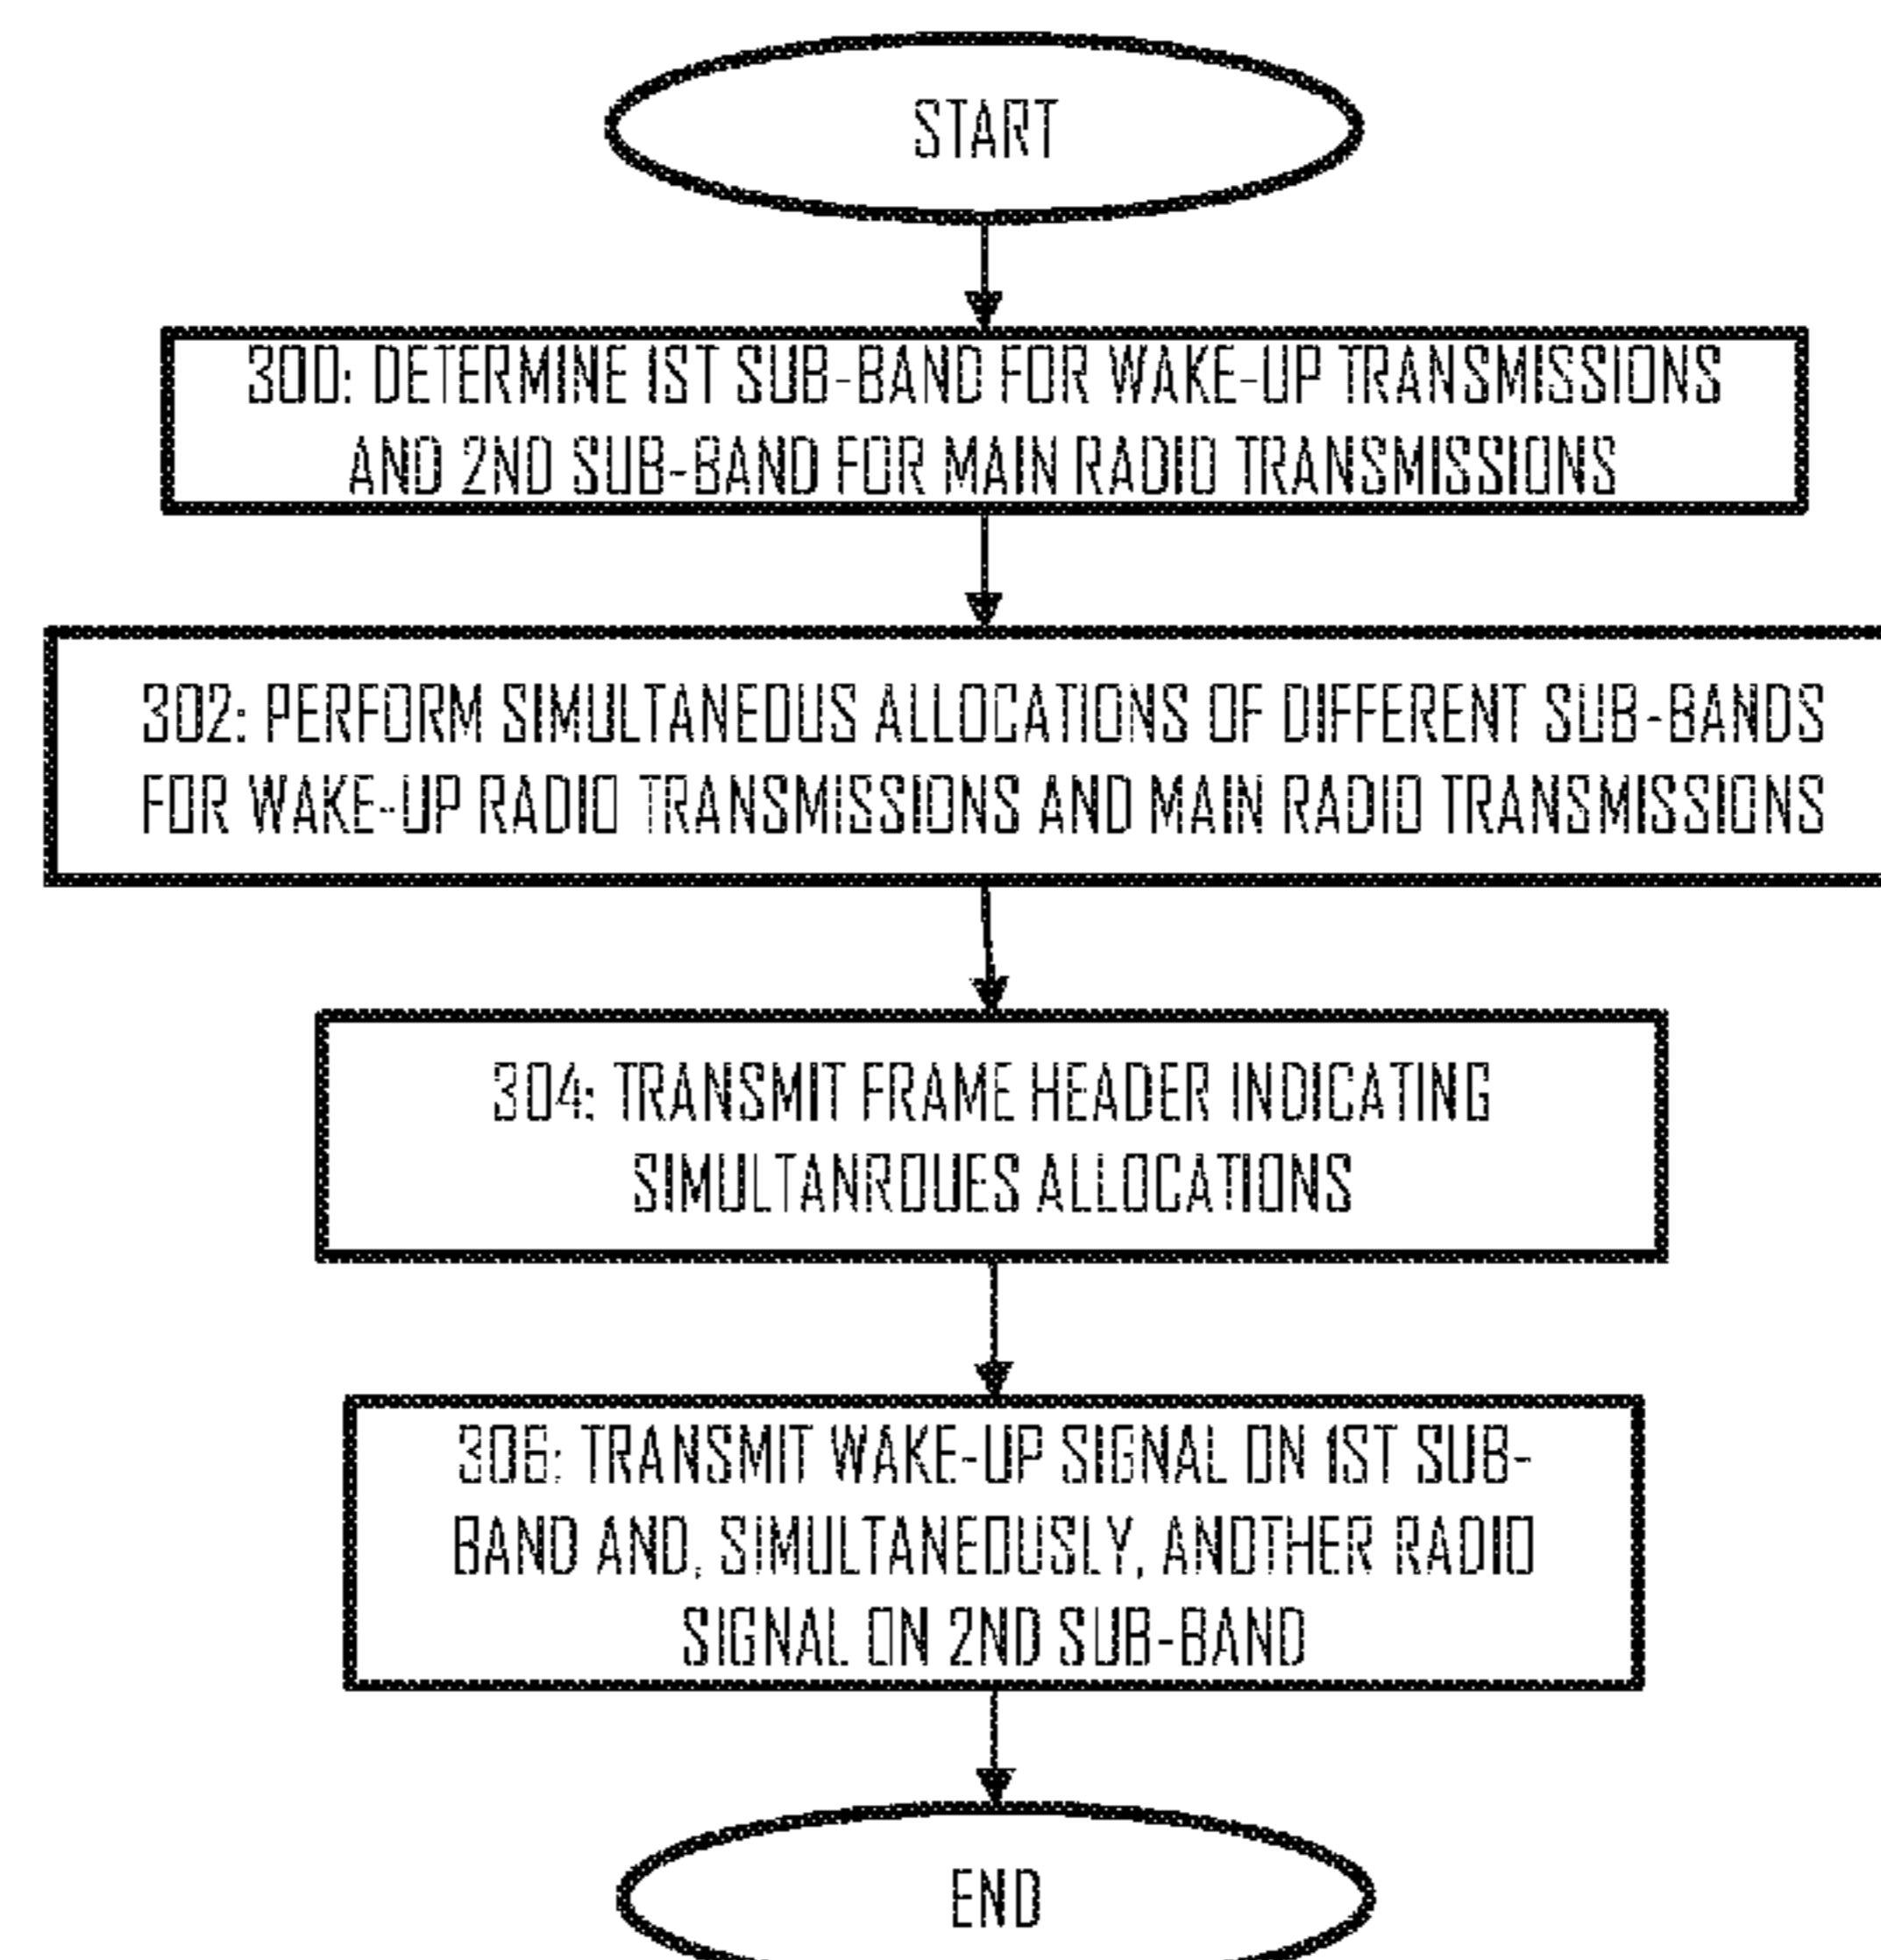 START
300: DETERMINE 1ST SUB-BAND FOR WAKE-UP TRANSMISSIONS
AND 2ND SUB-BAND FOR MAIN RADIO TRANSMISSIONS
302: PERFORM SIMULTANEOUS ALLOCATIONS OF DIFFERENT SUB-BANDS
FOR WAKE-UP RADIO TRANSMISSIONS AND MAIN RADIO TRANSMISSIONS
304: TRANSMIT FRAME HEADER INDICATING
SIMULTANROUES ALLOCATIONS
306: TRANSMIT WAKE-UP SIGNAL ON 1ST SUB-
BAND AND, SIMULTANEOUSLY, ANOTHER RADIO
SIGNAL ON 2ND SUB-BAND
END